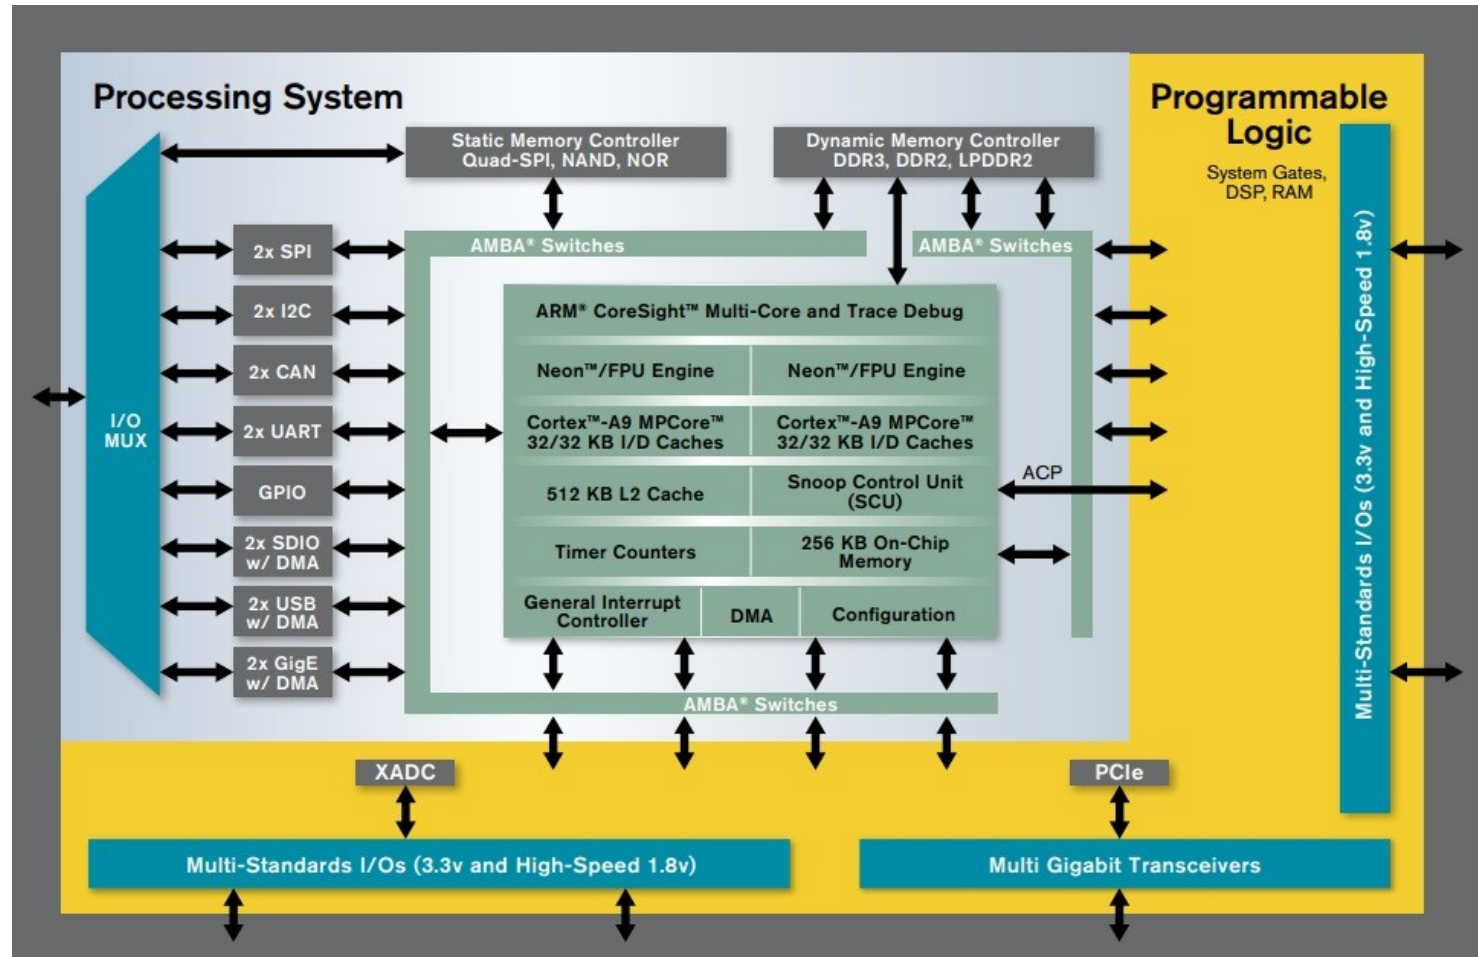 Processing System
Programmable
Logic
System Gates,
DSP, RAM
Static Memory Controller
Quad-SPI, NAND, NOR
Dynamic Memory Controller
DDR3, DDR2, LPDDR2
AMBA® Switches
AMBA® Switches
I/O
MUX
2x SPI
2x I2C
2x CAN
2x UART
GPIO
2x SDIO
w/ DMA
2x USB
w/ DMA
2x GigE
w/ DMA
ARM® CoreSight™ Multi-Core and Trace Debug
Neon™/FPU Engine
Neon™/FPU Engine
Cortex™-A9 MPCore™
32/32 KB I/D Caches
Cortex™-A9 MPCore™
32/32 KB I/D Caches
512 KB L2 Cache
Snoop Control Unit
(SCU)
ACP
Timer Counters
256 KB On-Chip
Memory
General Interrupt
Controller
DMA
Configuration
AMBA® Switches
Multi-Standards I/Os (3.3v and High-Speed 1.8v)
XADC
PCIe
Multi-Standards I/Os (3.3v and High-Speed 1.8v)
Multi Gigabit Transceivers